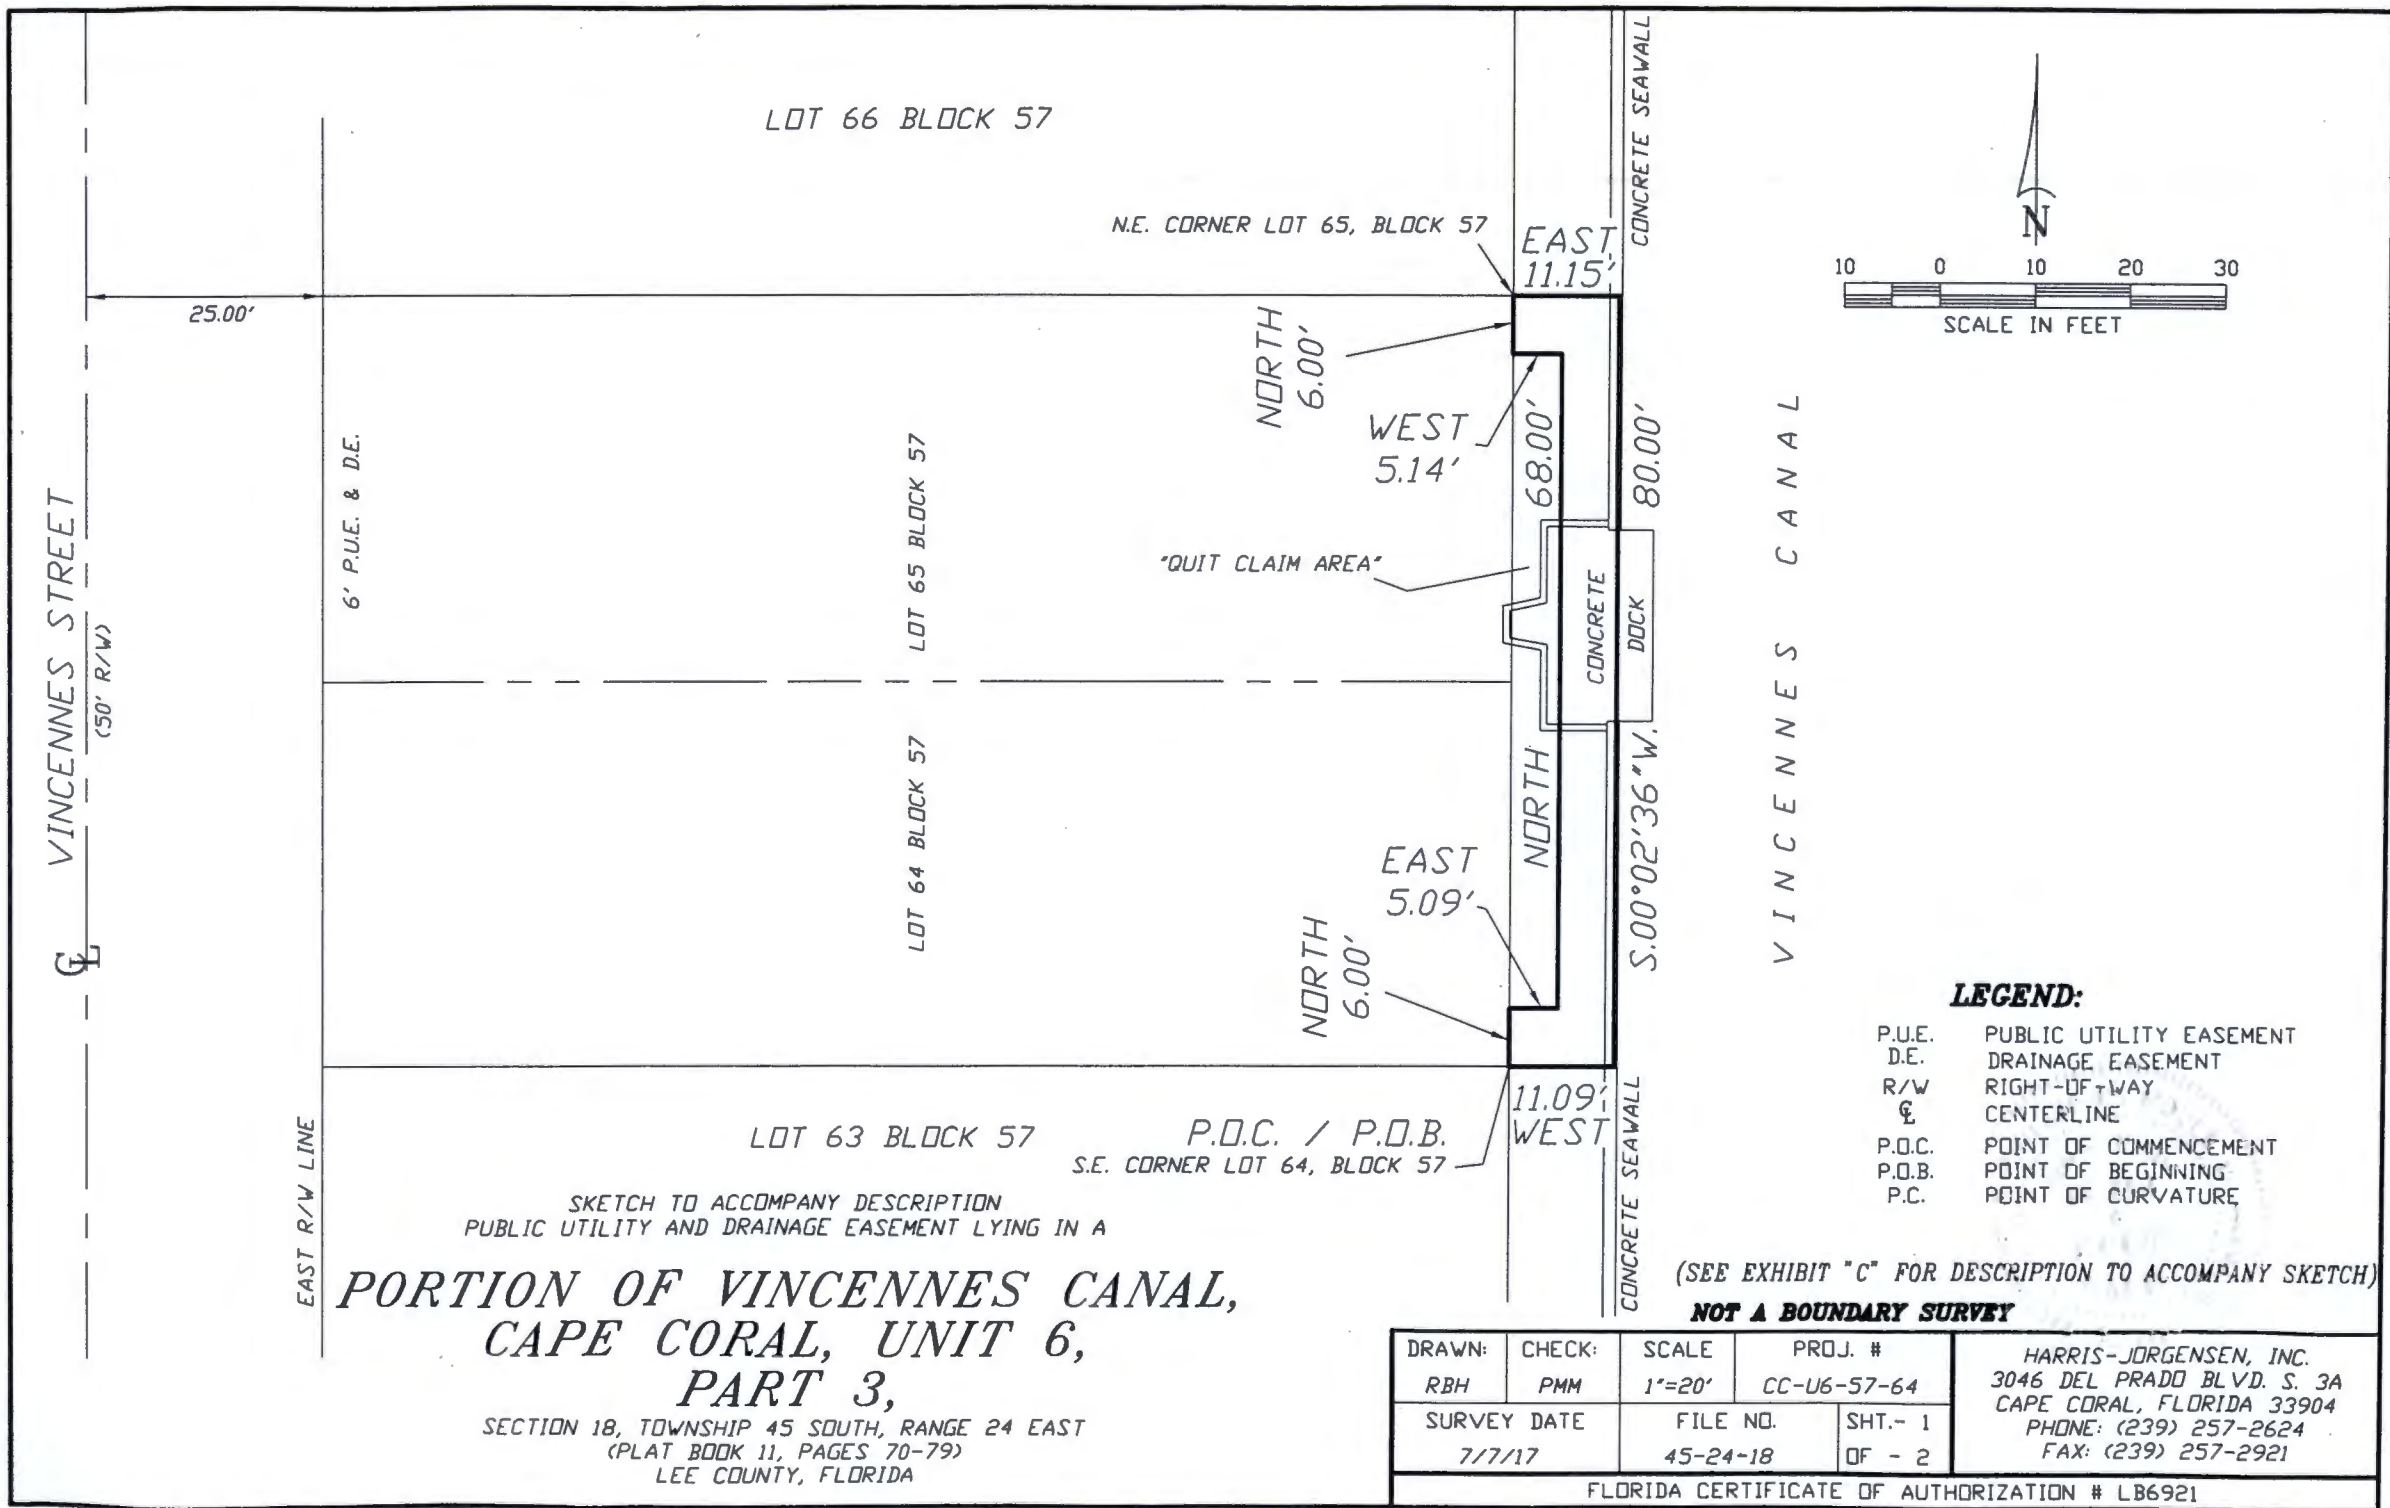 LOT 66 BLOCK 57
CONCRETE SEAWALL
N.E. CORNER LOT 65, BLOCK 57
EAST
11.15'
N
10 0 10 20 30
SCALE IN FEET
25.00'
NORTH
6.00'
WEST
5.14'
68.00'
80.00'
6' P.U.E. & D.E.
LOT 65 BLOCK 57
"QUIT CLAIM AREA"
CONCRETE
DOCK
VINCENNES CANAL
VINCENNES STREET
(50' R/W)
LOT 64 BLOCK 57
NORTH
S.00°02'36"W.
EAST
5.09'
NORTH
6.00'
℄
LEGEND:
P.U.E. PUBLIC UTILITY EASEMENT
D.E. DRAINAGE EASEMENT
R/W RIGHT-OF-WAY
℄ CENTERLINE
P.O.C. POINT OF COMMENCEMENT
P.O.B. POINT OF BEGINNING
P.C. POINT OF CURVATURE
11.09'
WEST
CONCRETE SEAWALL
LOT 63 BLOCK 57
P.O.C. / P.O.B.
S.E. CORNER LOT 64, BLOCK 57
EAST R/W LINE
SKETCH TO ACCOMPANY DESCRIPTION
PUBLIC UTILITY AND DRAINAGE EASEMENT LYING IN A
PORTION OF VINCENNES CANAL,
CAPE CORAL, UNIT 6,
PART 3,
SECTION 18, TOWNSHIP 45 SOUTH, RANGE 24 EAST
(PLAT BOOK 11, PAGES 70-79)
LEE COUNTY, FLORIDA
(SEE EXHIBIT "C" FOR DESCRIPTION TO ACCOMPANY SKETCH)
NOT A BOUNDARY SURVEY
DRAWN: CHECK: SCALE PROJ. #
RBH PMM 1"=20' CC-U6-57-64
SURVEY DATE FILE NO. SHT.- 1
7/7/17 45-24-18 OF - 2
HARRIS-JORGENSEN, INC.
3046 DEL PRADO BLVD. S. 3A
CAPE CORAL, FLORIDA 33904
PHONE: (239) 257-2624
FAX: (239) 257-2921
FLORIDA CERTIFICATE OF AUTHORIZATION # LB6921